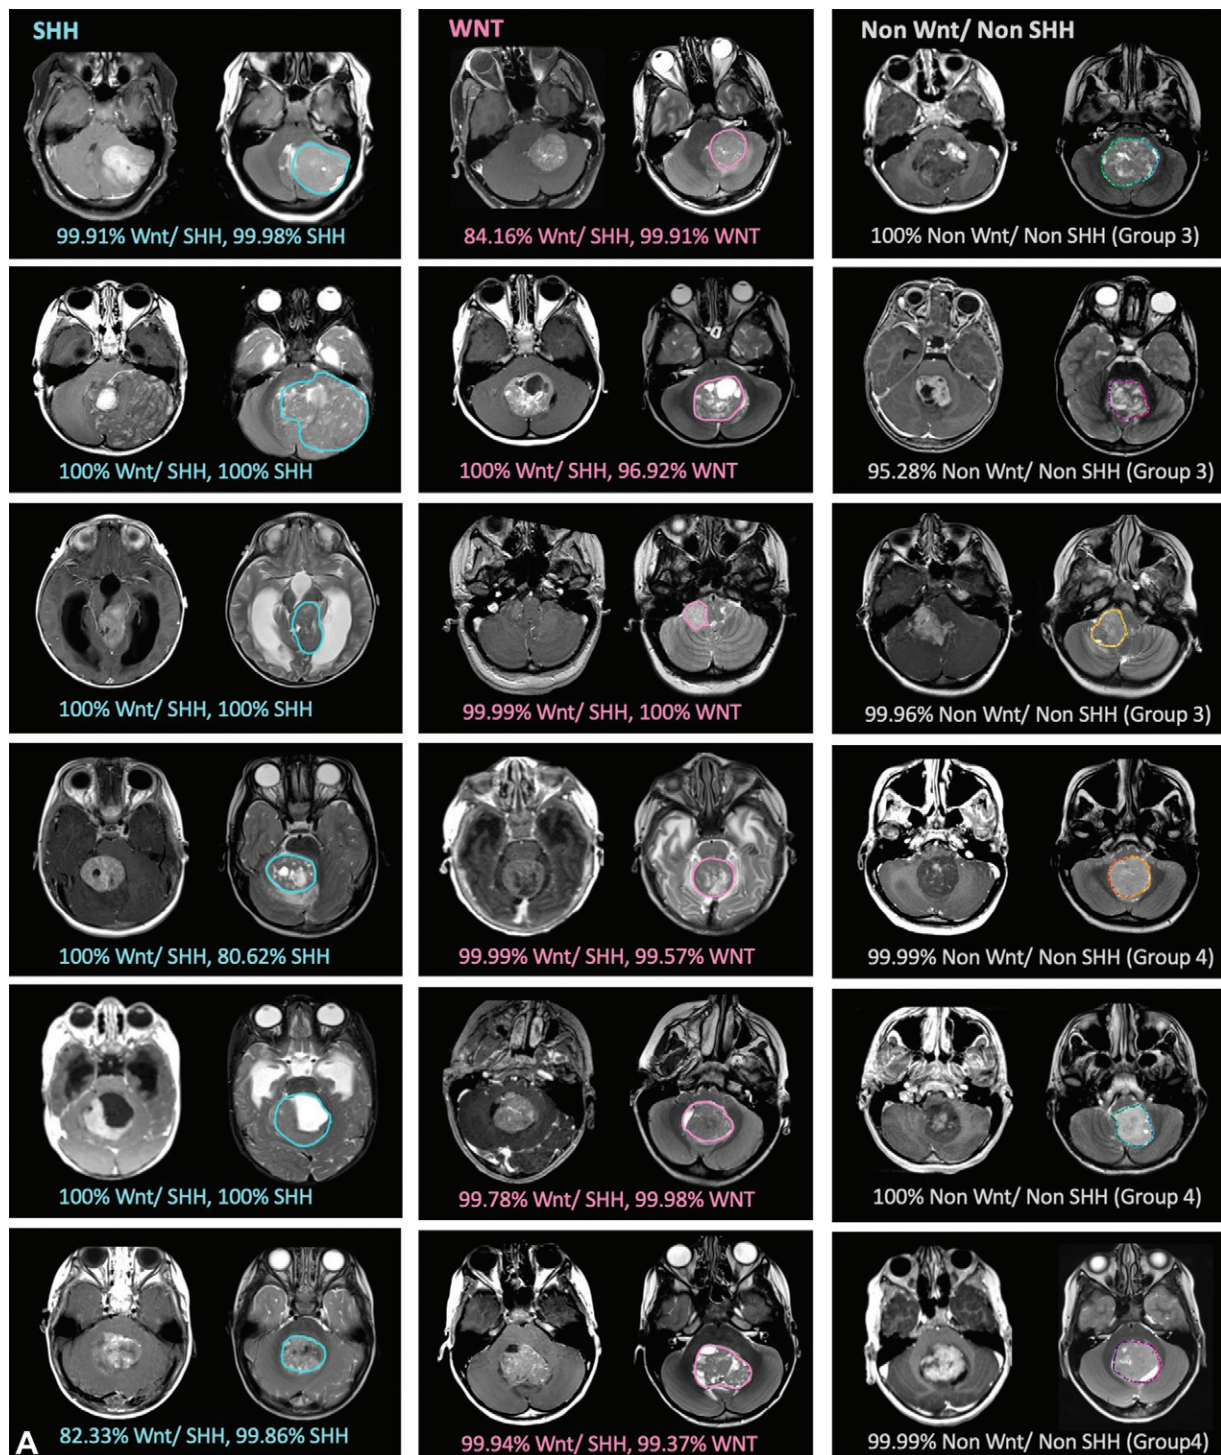 SHH
WNT
Non Wnt/ Non SHH
99.91% Wnt/ SHH, 99.98% SHH
84.16% Wnt/ SHH, 99.91% WNT
100% Non Wnt/ Non SHH (Group 3)
100% Wnt/ SHH, 100% SHH
100% Wnt/ SHH, 96.92% WNT
95.28% Non Wnt/ Non SHH (Group 3)
100% Wnt/ SHH, 100% SHH
99.99% Wnt/ SHH, 100% WNT
99.96% Non Wnt/ Non SHH (Group 3)
100% Wnt/ SHH, 80.62% SHH
99.99% Wnt/ SHH, 99.57% WNT
99.99% Non Wnt/ Non SHH (Group 4)
100% Wnt/ SHH, 100% SHH
99.78% Wnt/ SHH, 99.98% WNT
100% Non Wnt/ Non SHH (Group 4)
82.33% Wnt/ SHH, 99.86% SHH
99.94% Wnt/ SHH, 99.37% WNT
99.99% Non Wnt/ Non SHH (Group4)
A